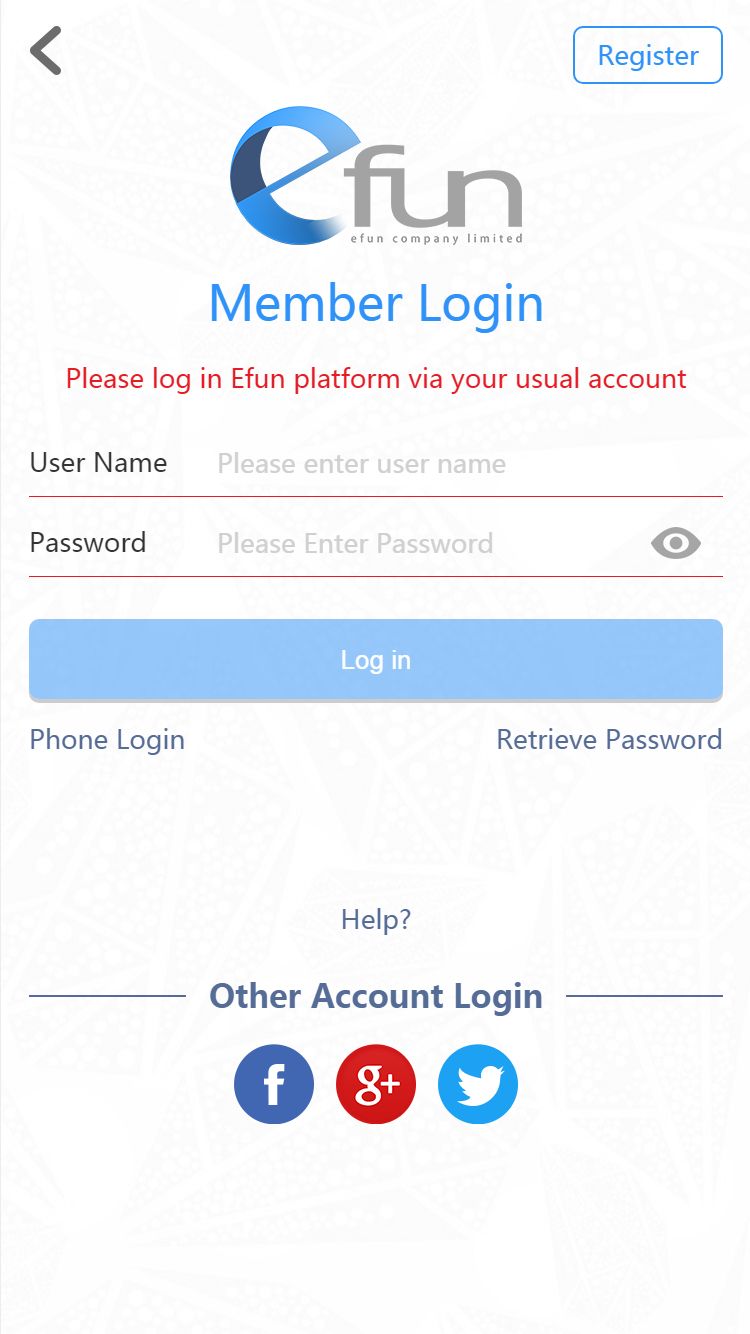 Register
efun
efun company limited
Member Login
Please log in Efun platform via your usual account
User Name Please enter user name
Password Please Enter Password
Log in
Phone Login Retrieve Password
Help?
Other Account Login
f g+